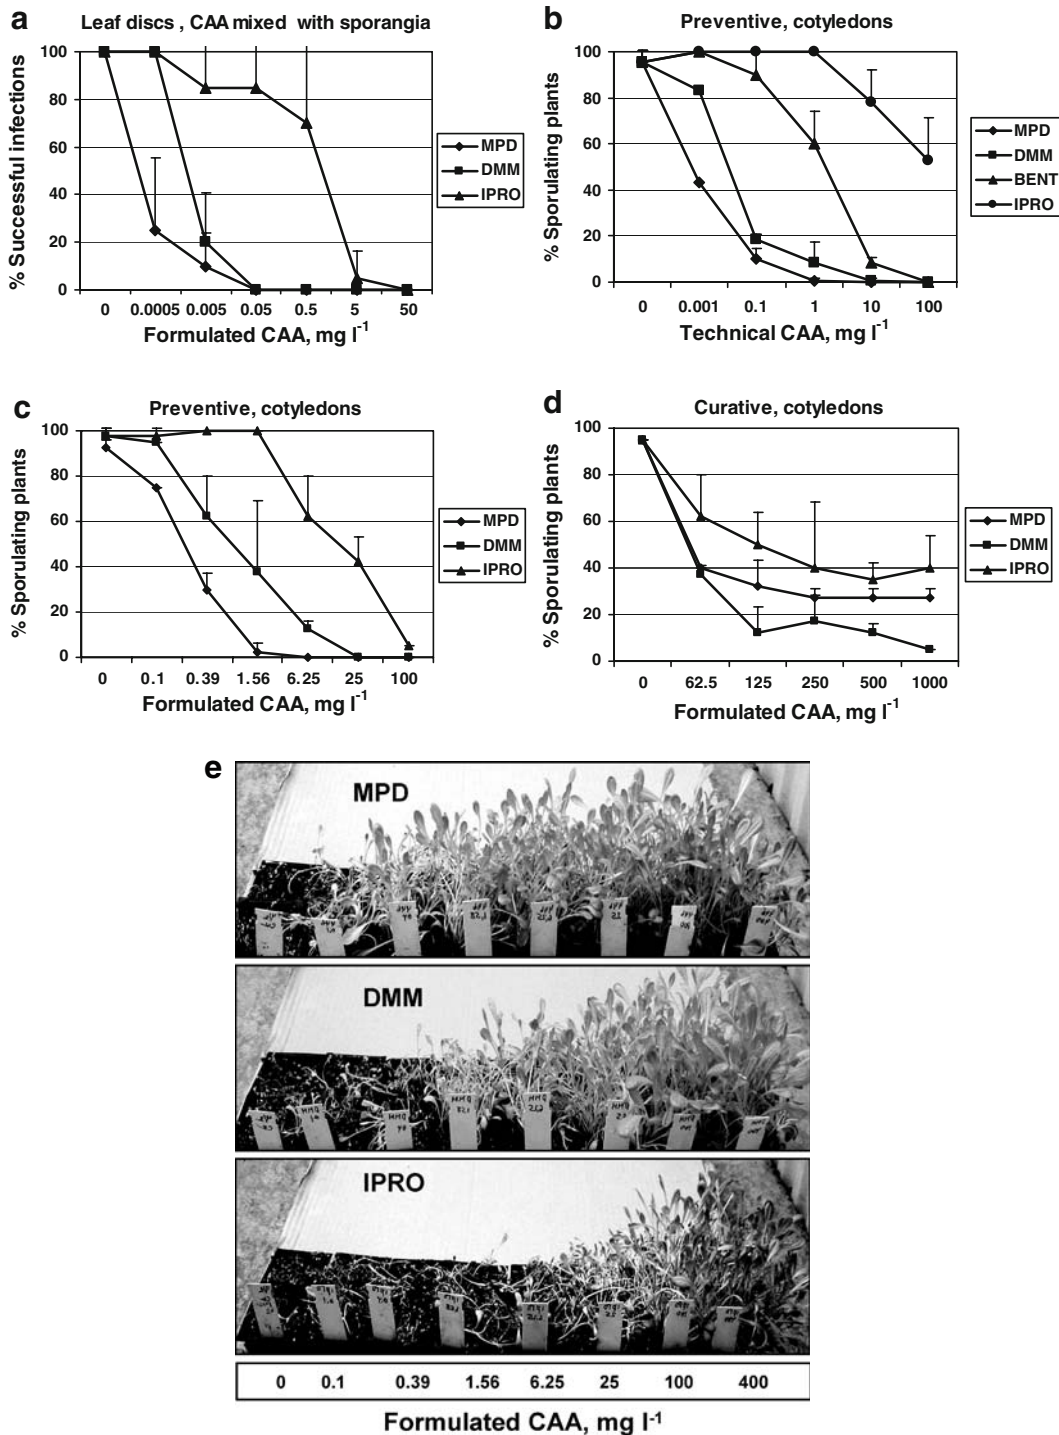 a
Leaf discs , CAA mixed with sporangia
% Successful infections
100
80
60
40
20
0
0 0.0005 0.005 0.05 0.5 5 50
Formulated CAA, mg l-1
MPD
DMM
IPRO
b
Preventive, cotyledons
% Sporulating plants
100
80
60
40
20
0
0 0.001 0.1 1 10 100
Technical CAA, mg l-1
MPD
DMM
BENT
IPRO
c
Preventive, cotyledons
% Sporulating plants
100
80
60
40
20
0
0 0.1 0.39 1.56 6.25 25 100
Formulated CAA, mg l-1
MPD
DMM
IPRO
d
Curative, cotyledons
% Sporulating plants
100
80
60
40
20
0
0 62.5 125 250 500 1000
Formulated CAA, mg l-1
MPD
DMM
IPRO
e
MPD
DMM
IPRO
0 0.1 0.39 1.56 6.25 25 100 400
Formulated CAA, mg l-1